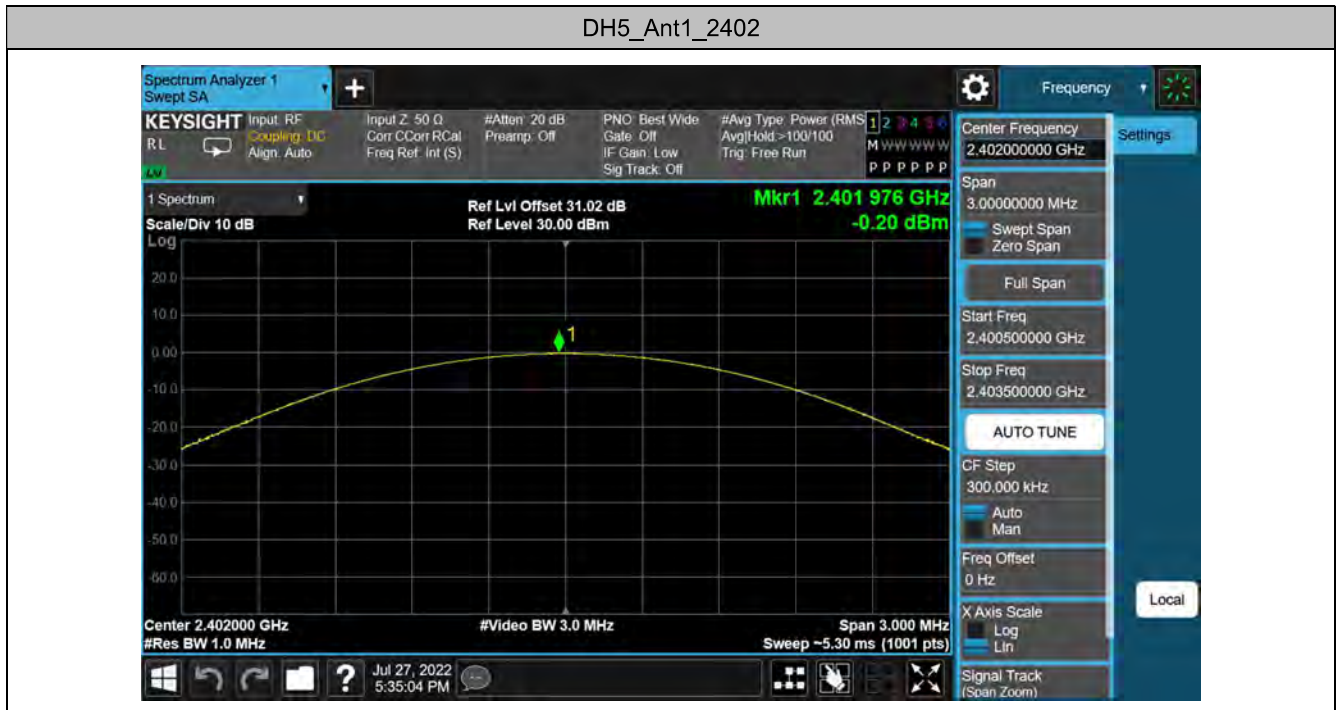 DH5_Ant1_2402
Spectrum Analyzer 1
Swept SA
+
Frequency
KEYSIGHT
RL
Input: RF
Coupling: DC
Align: Auto
Input Z: 50 Ω
Corr CCorr RCal
Freq Ref: Int (S)
#Atten: 20 dB
Preamp: Off
PNO: Best Wide
Gate: Off
IF Gain: Low
Sig Track: Off
#Avg Type: Power (RMS
Avg|Hold:>100/100
Trig: Free Run
1 2 3 4 5 6
M W W W W W
P P P P P P
1 Spectrum
Scale/Div 10 dB
Log
Ref Lvl Offset 31.02 dB
Ref Level 30.00 dBm
Mkr1 2.401 976 GHz
-0.20 dBm
20.0
10.0
0.00
-10.0
-20.0
-30.0
-40.0
-50.0
-60.0
1
Center 2.402000 GHz
#Res BW 1.0 MHz
#Video BW 3.0 MHz
Span 3.000 MHz
Sweep ~5.30 ms (1001 pts)
Center Frequency
2.402000000 GHz
Settings
Span
3.00000000 MHz
Swept Span
Zero Span
Full Span
Start Freq
2.400500000 GHz
Stop Freq
2.403500000 GHz
AUTO TUNE
CF Step
300.000 kHz
Auto
Man
Freq Offset
0 Hz
X Axis Scale
Log
Lin
Local
Signal Track
(Span Zoom)
?
Jul 27, 2022
5:35:04 PM